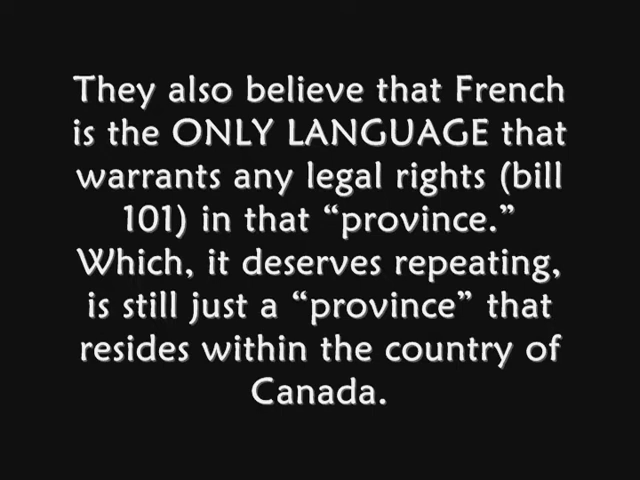 They also believe that French
is the ONLY LANGUAGE that
warrants any legal rights (bill
101) in that “province.”
Which, it deserves repeating,
is still just a “province” that
resides within the country of
Canada.